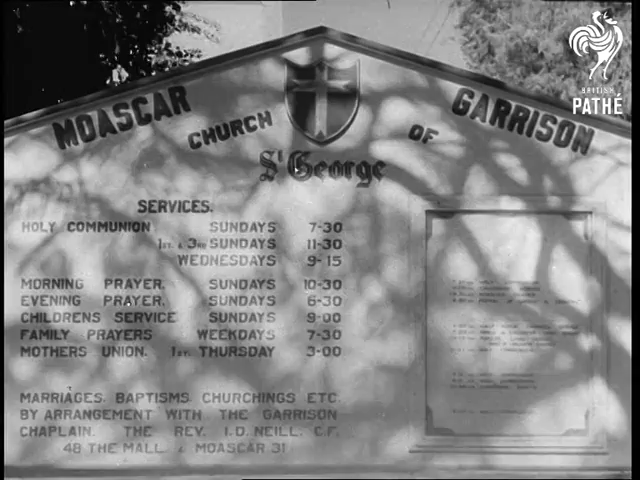 BRITISH
PATHÉ
MOASCAR GARRISON
CHURCH OF
St George
SERVICES.
HOLY COMMUNION SUNDAYS 7-30
1ST. & 3RD SUNDAYS 11-30
WEDNESDAYS 9-15
MORNING PRAYER. SUNDAYS 10-30
EVENING PRAYER. SUNDAYS 6-30
CHILDRENS SERVICE SUNDAYS 9-00
FAMILY PRAYERS WEEKDAYS 7-30
MOTHERS UNION. 1ST. THURSDAY 3-00
MARRIAGES. BAPTISMS. CHURCHINGS ETC.
BY ARRANGEMENT WITH THE GARRISON
CHAPLAIN. THE REV. I.D. NEILL. C.F.
48 THE MALL. & MOASCAR 31